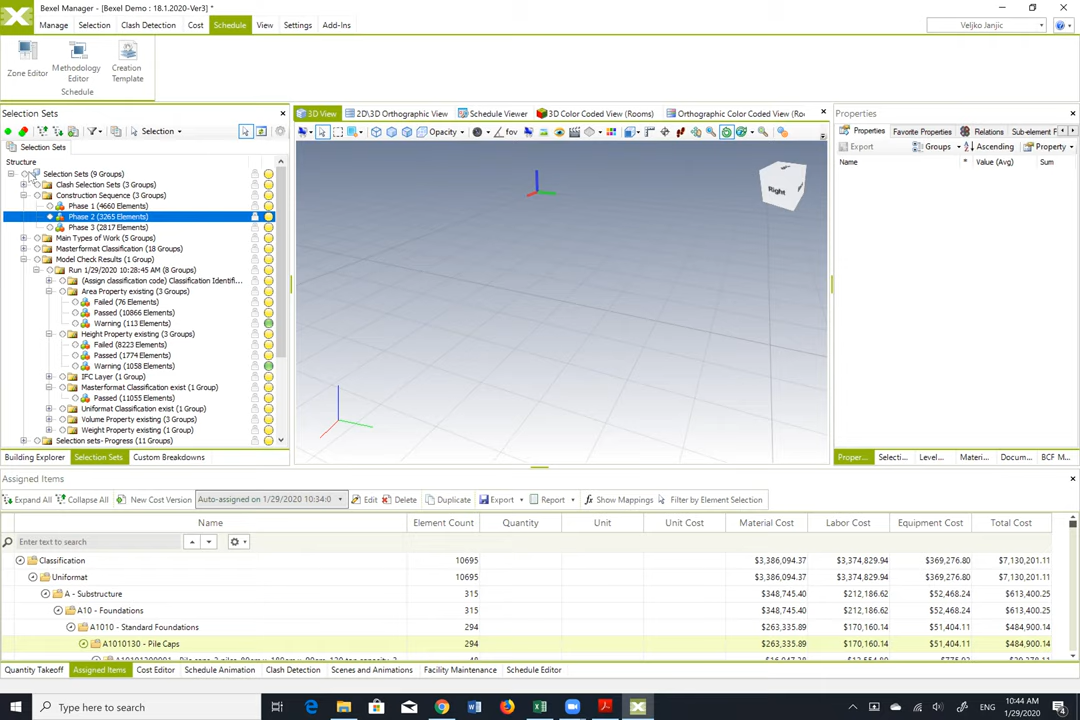 Bexel Manager - [Bexel Demo : 18.1.2020-Ver3] *
Manage Selection Clash Detection Cost Schedule View Settings Add-Ins Veljko Janjic
Zone Editor Methodology Editor Creation Template
Schedule
Selection Sets
Selection
Selection Sets
Structure
Selection Sets (9 Groups)
Clash Selection Sets (3 Groups)
Construction Sequence (3 Groups)
Phase 1 (4660 Elements)
Phase 2 (3265 Elements)
Phase 3 (2817 Elements)
Main Types of Work (5 Groups)
Masterformat Classification (18 Groups)
Model Check Results (1 Group)
Run 1/29/2020 10:28:45 AM (8 Groups)
(Assign classification code) Classification Identifi...
Area Property existing (3 Groups)
Failed (76 Elements)
Passed (10866 Elements)
Warning (113 Elements)
Height Property existing (3 Groups)
Failed (8223 Elements)
Passed (1774 Elements)
Warning (1058 Elements)
IFC Layer (1 Group)
Masterformat Classification exist (1 Group)
Passed (11055 Elements)
Uniformat Classification exist (1 Group)
Volume Property existing (3 Groups)
Weight Property existing (1 Group)
Selection sets- Progress (11 Groups)
Building Explorer Selection Sets Custom Breakdowns
3D View 2D\3D Orthographic View Schedule Viewer 3D Color Coded View (Rooms) Orthographic Color Coded View (Ro
Opacity fov
Right
Properties
Properties Favorite Properties Relations Sub-element F
Export Groups Ascending Property
Name * Value (Avg) Sum
Proper... Selecti... Level... Materi... Docum... BCF M...
Assigned Items
Expand All Collapse All New Cost Version Auto-assigned on 1/29/2020 10:34:0 Edit Delete Duplicate Export Report Show Mappings Filter by Element Selection
Name Element Count Quantity Unit Unit Cost Material Cost Labor Cost Equipment Cost Total Cost
Enter text to search
Classification 10695 $3,386,094.37 $3,374,829.94 $369,276.80 $7,130,201.11
Uniformat 10695 $3,386,094.37 $3,374,829.94 $369,276.80 $7,130,201.11
A - Substructure 315 $348,745.40 $212,186.62 $52,468.24 $613,400.25
A10 - Foundations 315 $348,745.40 $212,186.62 $52,468.24 $613,400.25
A1010 - Standard Foundations 294 $263,335.89 $170,160.14 $51,404.11 $484,900.14
A1010130 - Pile Caps 294 $263,335.89 $170,160.14 $51,404.11 $484,900.14
Quantity Takeoff Assigned Items Cost Editor Schedule Animation Clash Detection Scenes and Animations Facility Maintenance Schedule Editor
Type here to search
ENG
10:44 AM
1/29/2020
4